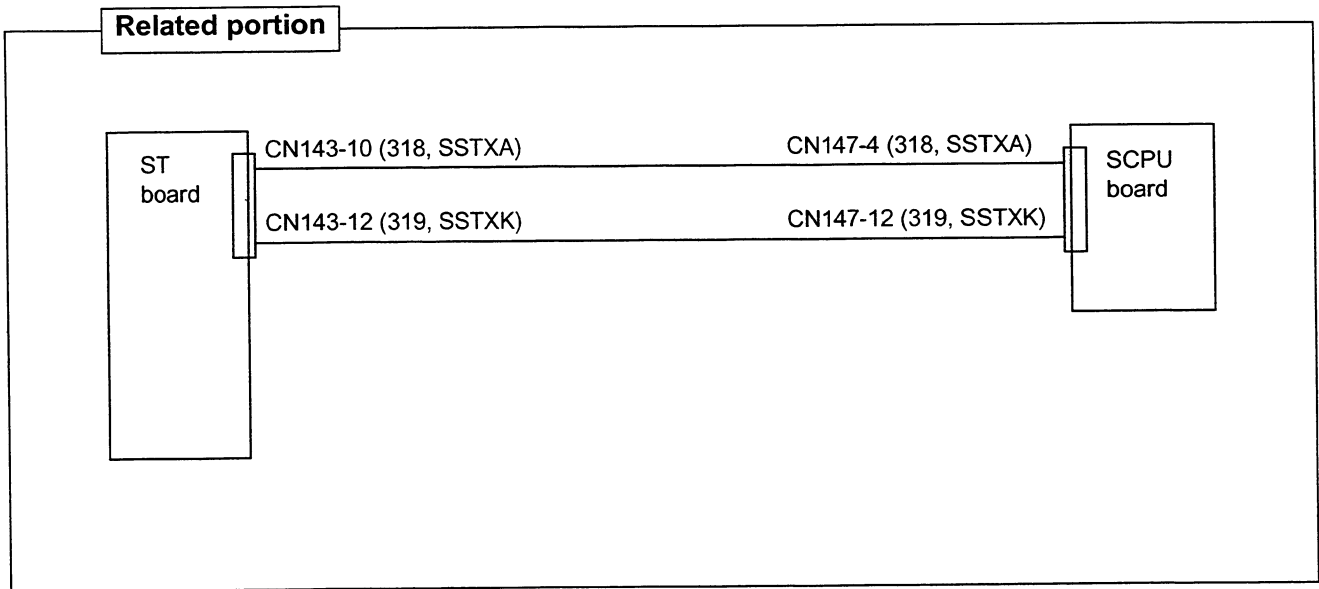 Related portion
ST
board
CN143-10 (318, SSTXA)
CN147-4 (318, SSTXA)
SCPU
board
CN143-12 (319, SSTXK)
CN147-12 (319, SSTXK)